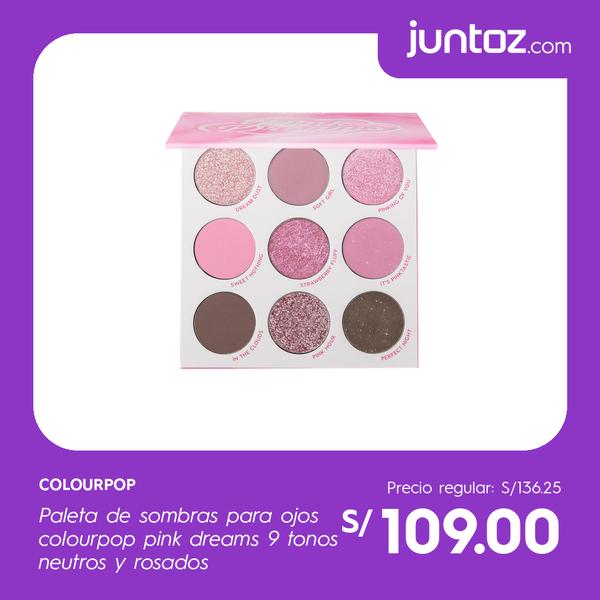 juntoz.com
DREAM DUST
SOFT GIRL
PINKING OF YOU
SWEET NOTHING
STRAWBERRY FLUFF
IT'S PINKTASTIC
IN THE CLOUDS
PINK HOUR
PERFECT NIGHT
COLOURPOP
Paleta de sombras para ojos
colourpop pink dreams 9 tonos
neutros y rosados
Precio regular: S/136.25
S/109.00